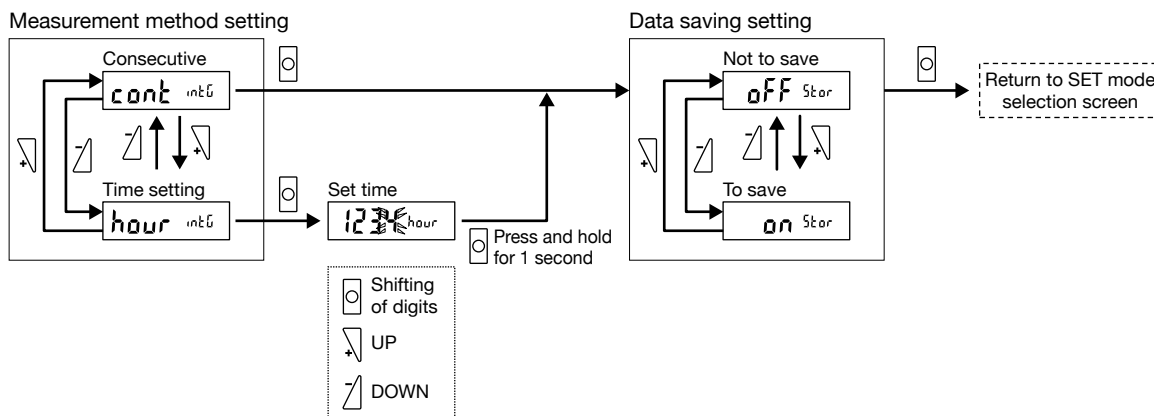 Measurement method setting
Data saving setting
Consecutive
cont intG
Not to save
oFF Stor
Return to SET mode
selection screen
Time setting
hour intG
Set time
1234 hour
To save
on Stor
Press and hold
for 1 second
Shifting
of digits
UP
DOWN